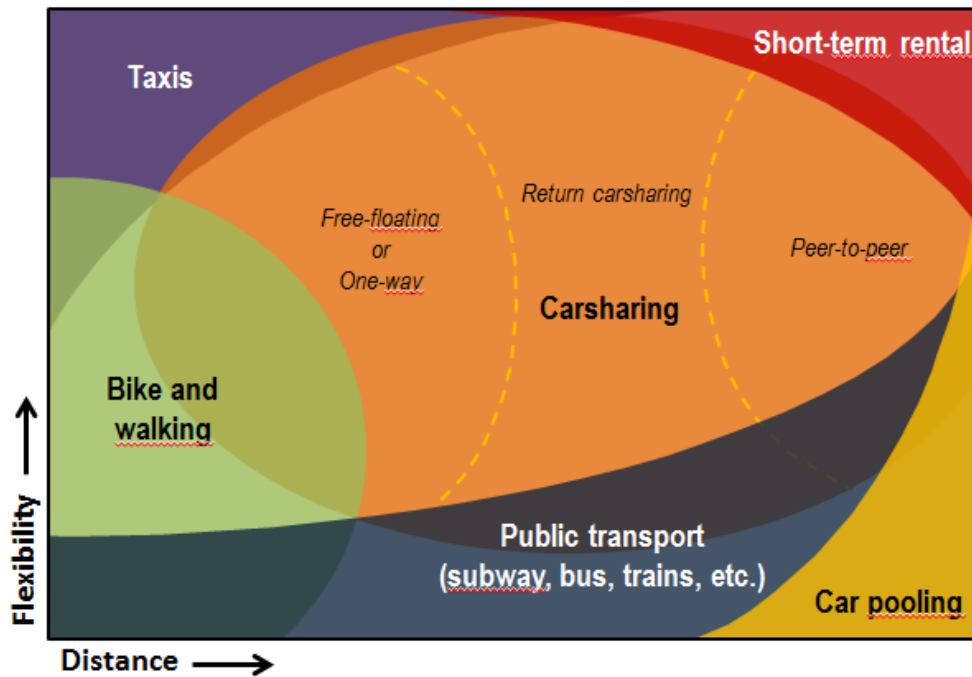 Short-term rental
Taxis
Return carsharing
Free-floating
or
One-way
Peer-to-peer
Carsharing
Bike and
walking
Public transport
(subway, bus, trains, etc.)
Car pooling
Flexibility
Distance